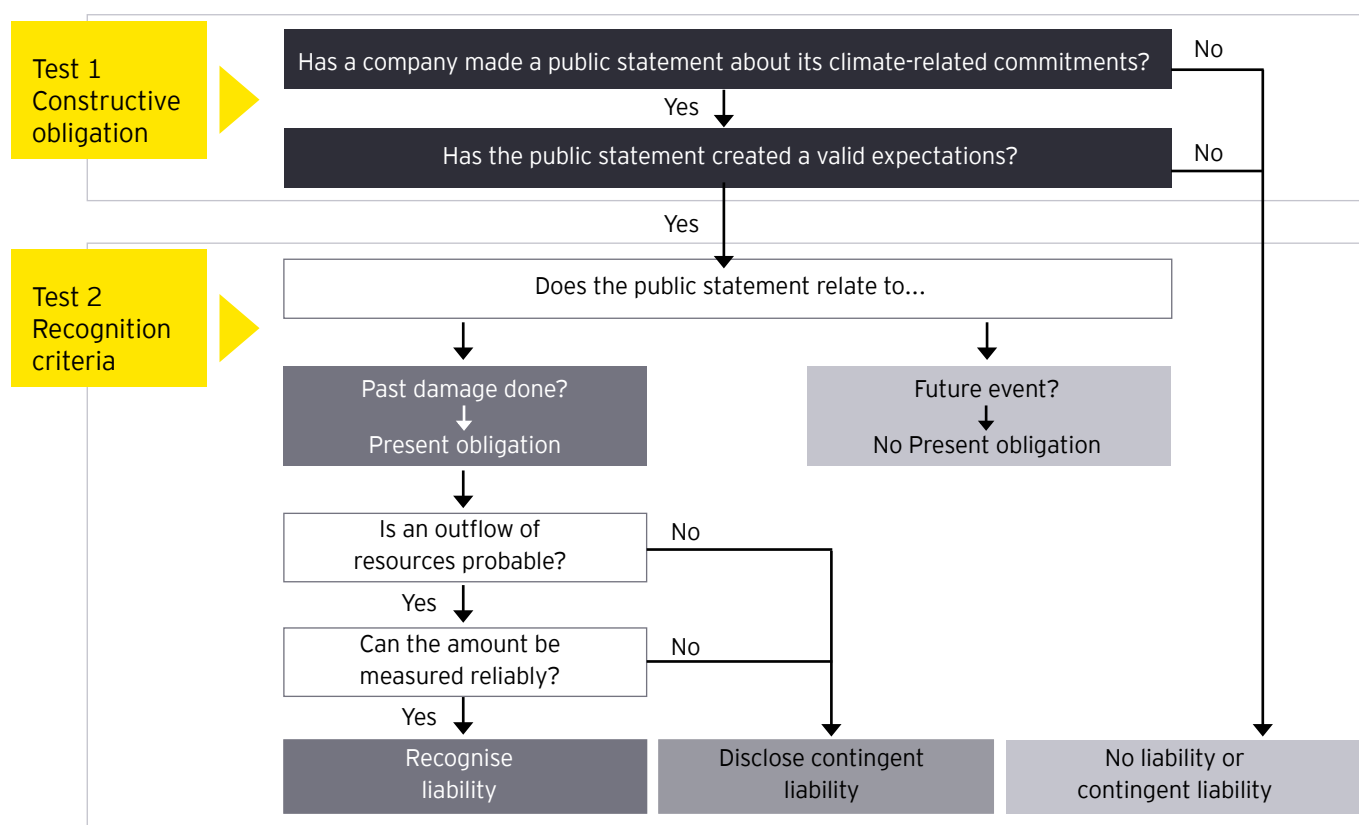 Test 1
Constructive
obligation
Has a company made a public statement about its climate-related commitments?
No
Yes
Has the public statement created a valid expectations?
No
Yes
Test 2
Recognition
criteria
Does the public statement relate to...
Past damage done?
Present obligation
Future event?
No Present obligation
Is an outflow of
resources probable?
No
Yes
Can the amount be
measured reliably?
No
Yes
Recognise
liability
Disclose contingent
liability
No liability or
contingent liability